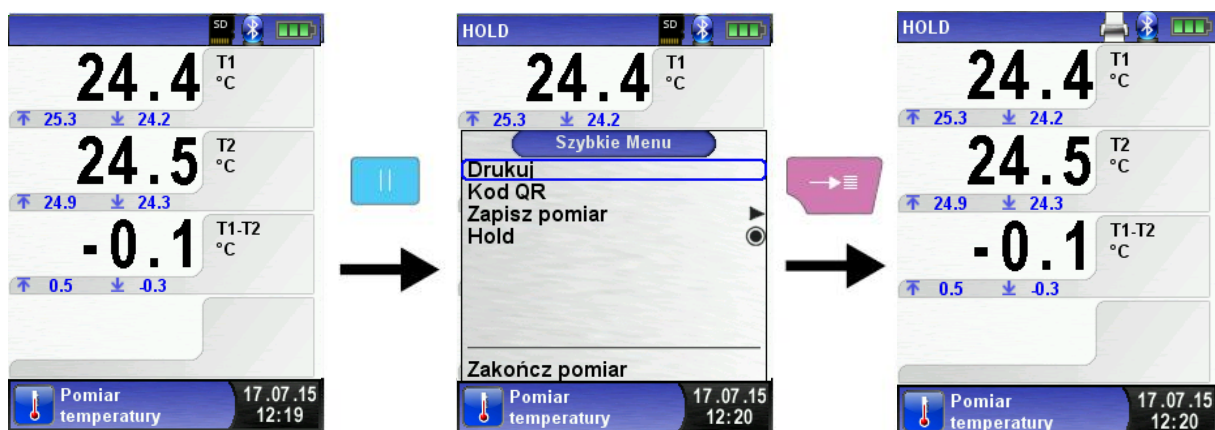 SD
24.4 T1
°C
25.3 24.2
24.5 T2
°C
24.9 24.3
-0.1 T1-T2
°C
0.5 -0.3
Pomiar
temperatury
17.07.15
12:19
HOLD
SD
24.4 T1
°C
25.3 24.2
Szybkie Menu
Drukuj
Kod QR
Zapisz pomiar
Hold
Zakończ pomiar
Pomiar
temperatury
17.07.15
12:20
HOLD
24.4 T1
°C
25.3 24.2
24.5 T2
°C
24.9 24.3
-0.1 T1-T2
°C
0.5 -0.3
Pomiar
temperatury
17.07.15
12:20